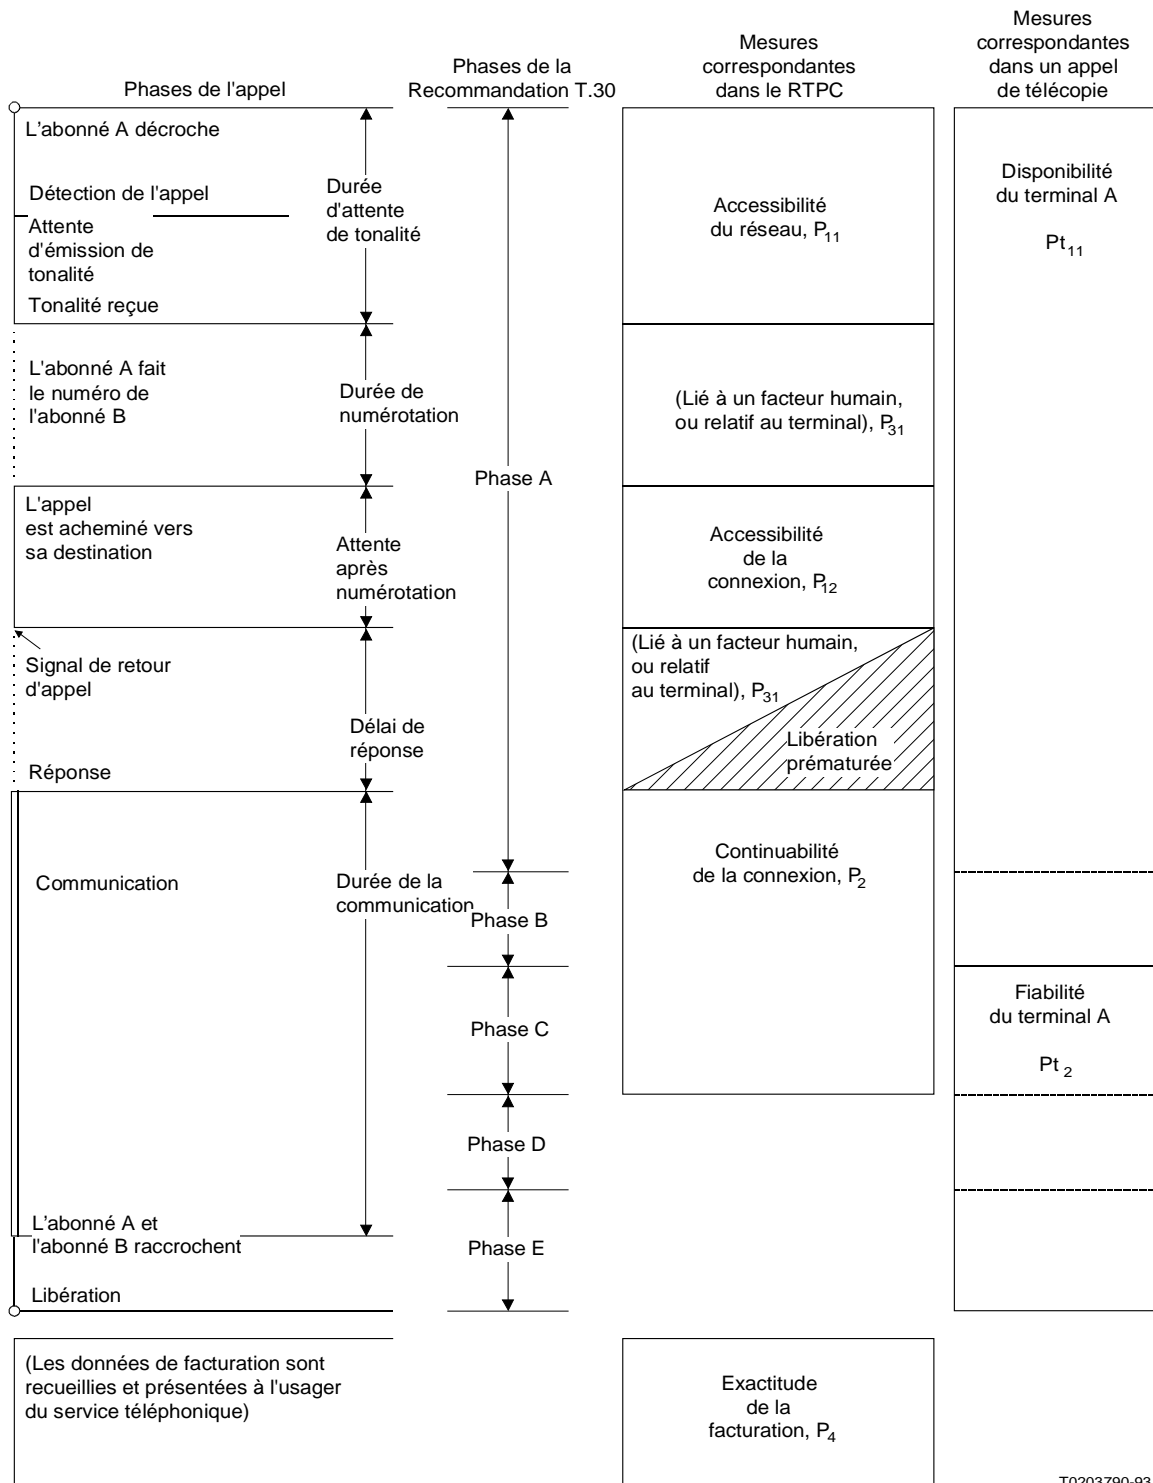 Phases de l'appel
Phases de la
Recommandation T.30
Mesures
correspondantes
dans le RTPC
Mesures
correspondantes
dans un appel
de télécopie
L'abonné A décroche
Détection de l'appel
Attente
d'émission de
tonalité
Tonalité reçue
Durée
d'attente
de tonalité
Accessibilité
du réseau, P11
Disponibilité
du terminal A
Pt11
L'abonné A fait
le numéro de
l'abonné B
Durée de
numérotation
Phase A
(Lié à un facteur humain,
ou relatif au terminal), P31
L'appel
est acheminé vers
sa destination
Attente
après
numérotation
Accessibilité
de la
connexion, P12
Signal de retour
d'appel
Réponse
Délai de
réponse
(Lié à un facteur humain,
ou relatif
au terminal), P31
Libération
prématurée
Communication
Durée de la
communication
Phase B
Continuabilité
de la connexion, P2
Phase C
Fiabilité
du terminal A
Pt 2
Phase D
L'abonné A et
l'abonné B raccrochent
Phase E
Libération
(Les données de facturation sont
recueillies et présentées à l'usager
du service téléphonique)
Exactitude
de la
facturation, P4
T0203790-93